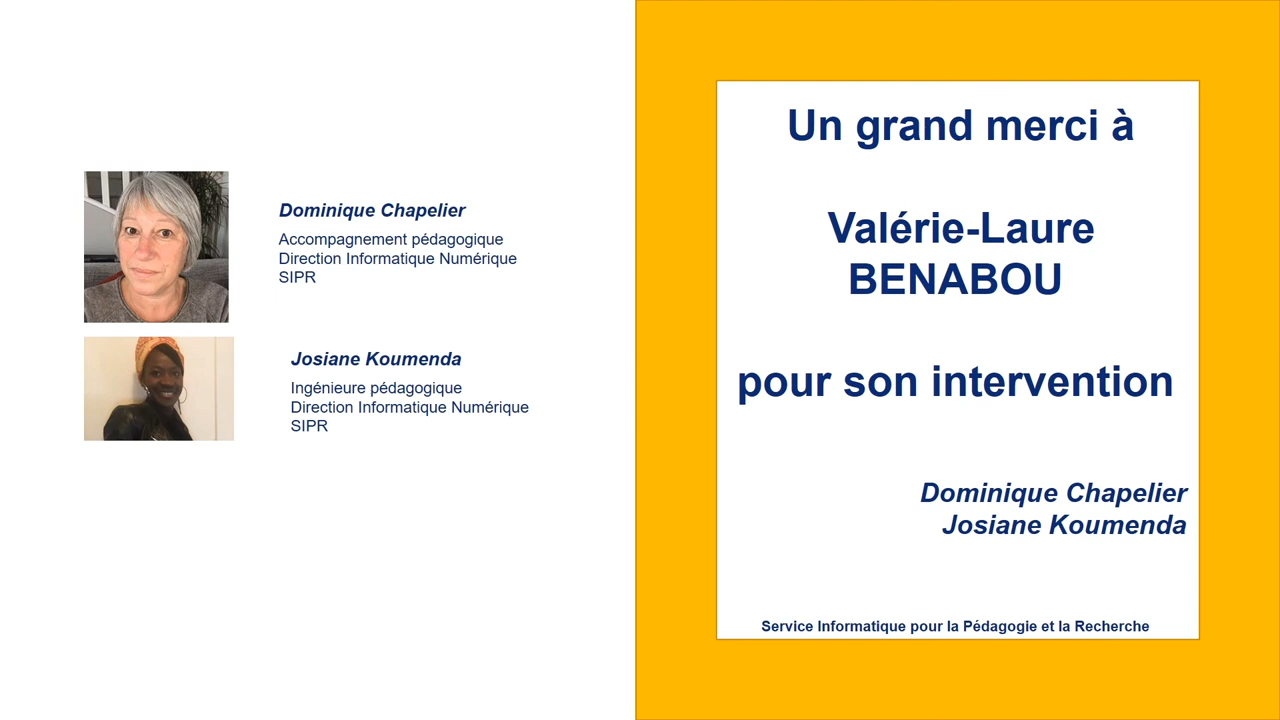 Dominique Chapelier
Accompagnement pédagogique
Direction Informatique Numérique
SIPR
Josiane Koumenda
Ingénieure pédagogique
Direction Informatique Numérique
SIPR
Un grand merci à
Valérie-Laure
BENABOU
pour son intervention
Dominique Chapelier
Josiane Koumenda
Service Informatique pour la Pédagogie et la Recherche